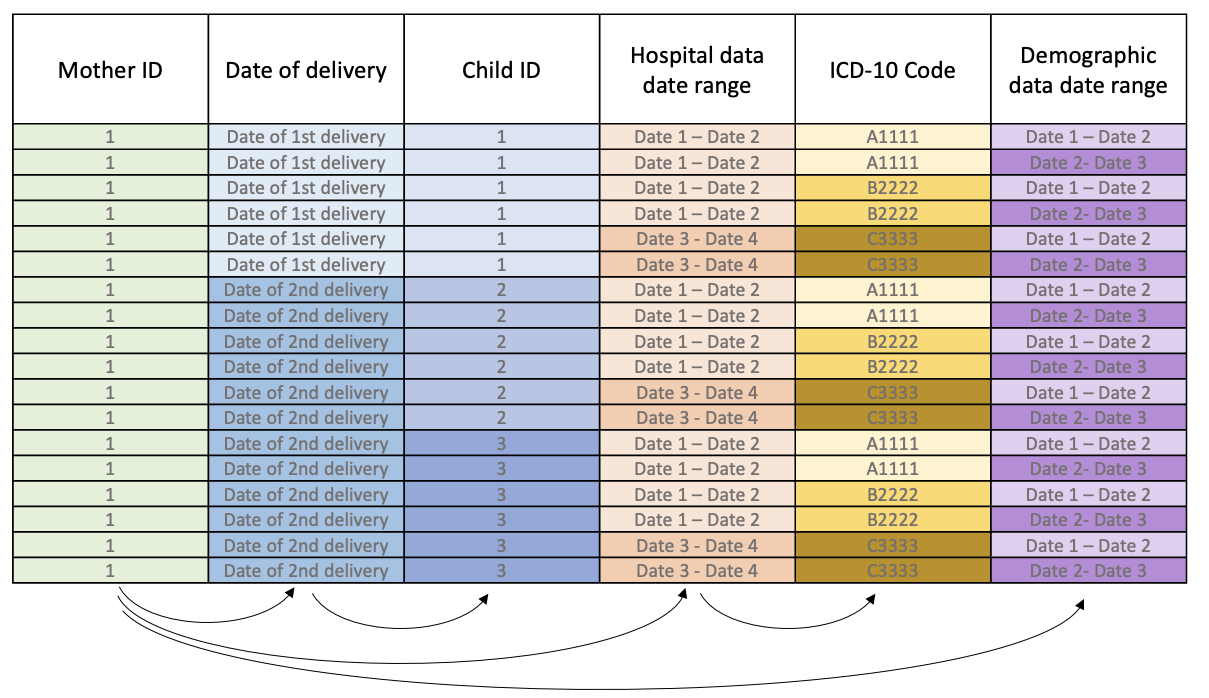 Mother ID Date of delivery Child ID Hospital data date range ICD-10 Code Demographic data date range
1 Date of 1st delivery 1 Date 1 – Date 2 A1111 Date 1 – Date 2
1 Date of 1st delivery 1 Date 1 – Date 2 A1111 Date 2- Date 3
1 Date of 1st delivery 1 Date 1 – Date 2 B2222 Date 1 – Date 2
1 Date of 1st delivery 1 Date 1 – Date 2 B2222 Date 2- Date 3
1 Date of 1st delivery 1 Date 3 - Date 4 C3333 Date 1 – Date 2
1 Date of 1st delivery 1 Date 3 - Date 4 C3333 Date 2- Date 3
1 Date of 2nd delivery 2 Date 1 – Date 2 A1111 Date 1 – Date 2
1 Date of 2nd delivery 2 Date 1 – Date 2 A1111 Date 2- Date 3
1 Date of 2nd delivery 2 Date 1 – Date 2 B2222 Date 1 – Date 2
1 Date of 2nd delivery 2 Date 1 – Date 2 B2222 Date 2- Date 3
1 Date of 2nd delivery 2 Date 3 - Date 4 C3333 Date 1 – Date 2
1 Date of 2nd delivery 2 Date 3 - Date 4 C3333 Date 2- Date 3
1 Date of 2nd delivery 3 Date 1 – Date 2 A1111 Date 1 – Date 2
1 Date of 2nd delivery 3 Date 1 – Date 2 A1111 Date 2- Date 3
1 Date of 2nd delivery 3 Date 1 – Date 2 B2222 Date 1 – Date 2
1 Date of 2nd delivery 3 Date 1 – Date 2 B2222 Date 2- Date 3
1 Date of 2nd delivery 3 Date 3 - Date 4 C3333 Date 1 – Date 2
1 Date of 2nd delivery 3 Date 3 - Date 4 C3333 Date 2- Date 3